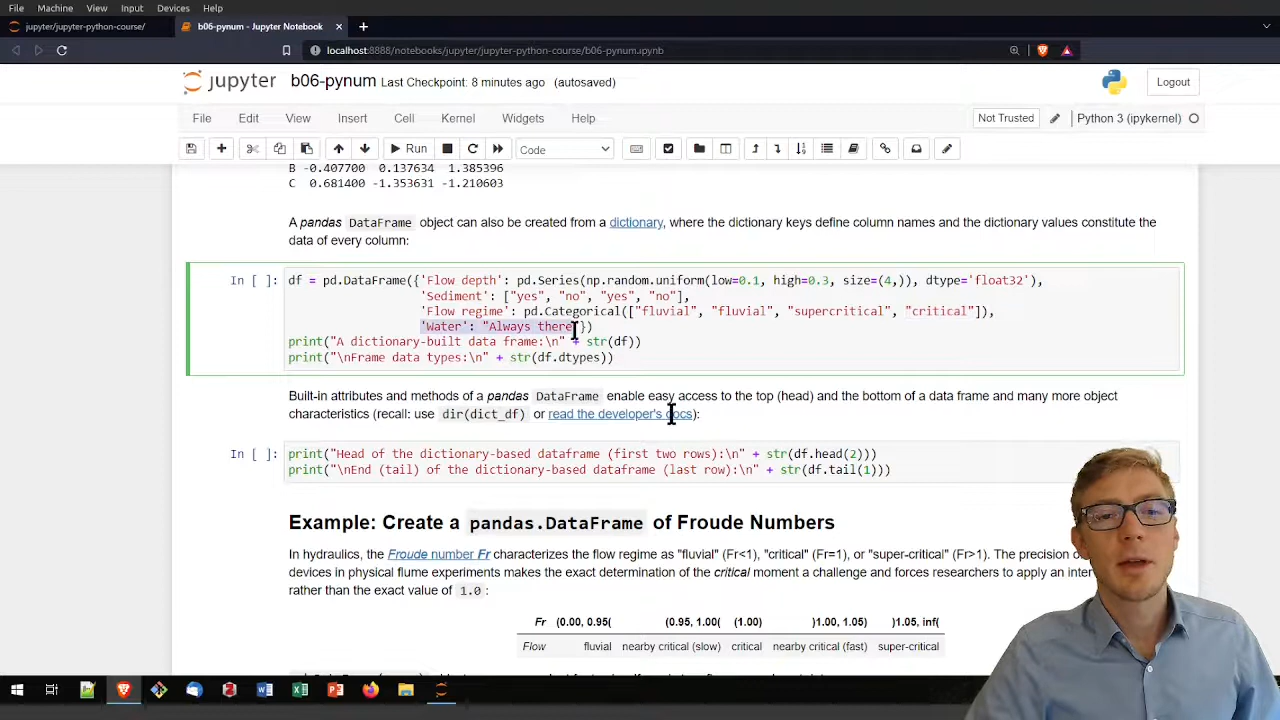 File Machine View Input Devices Help
jupyter/jupyter-python-course/
b06-pynum - Jupyter Notebook
localhost:8888/notebooks/jupyter/jupyter-python-course/b06-pynum.ipynb
jupyter b06-pynum Last Checkpoint: 8 minutes ago (autosaved)
Logout
File Edit View Insert Cell Kernel Widgets Help
Not Trusted
Python 3 (ipykernel)
Run
Code
B -0.407700 0.137634 1.385396
C 0.681400 -1.353631 -1.210603
A pandas DataFrame object can also be created from a dictionary, where the dictionary keys define column names and the dictionary values constitute the
data of every column:
In [ ]: df = pd.DataFrame({'Flow depth': pd.Series(np.random.uniform(low=0.1, high=0.3, size=(4,)), dtype='float32'),
'Sediment': ["yes", "no", "yes", "no"],
'Flow regime': pd.Categorical(["fluvial", "fluvial", "supercritical", "critical"]),
'Water': "Always there"})
print("A dictionary-built data frame:\n" + str(df))
print("\nFrame data types:\n" + str(df.dtypes))
Built-in attributes and methods of a pandas DataFrame enable easy access to the top (head) and the bottom of a data frame and many more object
characteristics (recall: use dir(dict_df) or read the developer's docs):
In [ ]: print("Head of the dictionary-based dataframe (first two rows):\n" + str(df.head(2)))
print("\nEnd (tail) of the dictionary-based dataframe (last row):\n" + str(df.tail(1)))
Example: Create a pandas.DataFrame of Froude Numbers
In hydraulics, the Froude number Fr characterizes the flow regime as "fluvial" (Fr<1), "critical" (Fr=1), or "super-critical" (Fr>1). The precision
devices in physical flume experiments makes the exact determination of the critical moment a challenge and forces researchers to apply an
rather than the exact value of 1.0 :
Fr (0.00, 0.95( (0.95, 1.00( (1.00) )1.00, 1.05) )1.05, inf(
Flow fluvial nearby critical (slow) critical nearby critical (fast) super-critical